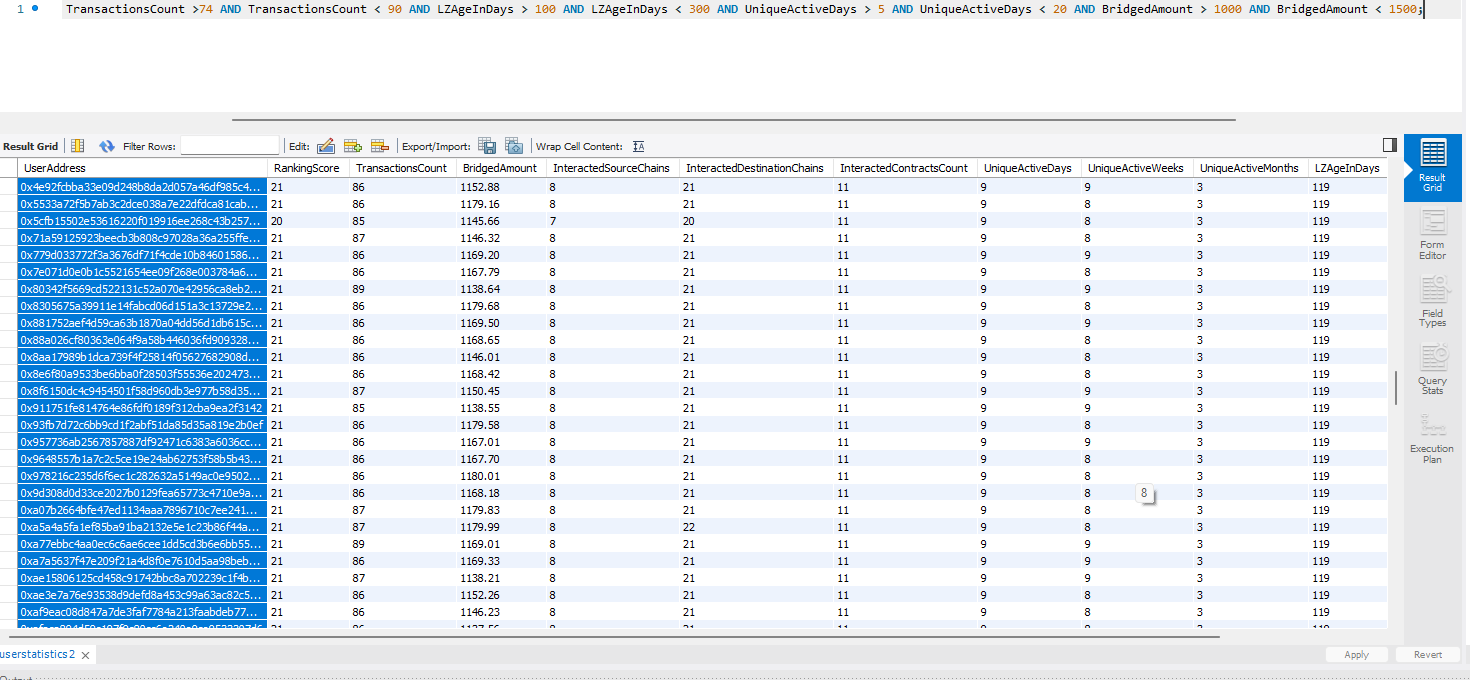 1 TransactionsCount >74 AND TransactionsCount < 90 AND LZAgeInDays > 100 AND LZAgeInDays < 300 AND UniqueActiveDays > 5 AND UniqueActiveDays < 20 AND BridgedAmount > 1000 AND BridgedAmount < 1500;
Result Grid Filter Rows: Edit: Export/Import: Wrap Cell Content:
UserAddress RankingScore TransactionsCount BridgedAmount InteractedSourceChains InteractedDestinationChains InteractedContractsCount UniqueActiveDays UniqueActiveWeeks UniqueActiveMonths LZAgeInDays
0x4e92fcbba33e09d248b8da2d057a46df985c4... 21 86 1152.88 8 21 11 9 9 3 119
0x5533a72f5b7ab3c2dce038a7e22dfdca81cab... 21 86 1179.16 8 21 11 9 8 3 119
0x5cfb15502e53616220f019916ee268c43b257... 20 85 1145.66 7 20 11 9 9 3 119
0x71a59125923beecb3b808c97028a36a255ffe... 21 87 1146.32 8 21 11 9 8 3 119
0x779d033772f3a3676df71f4cde10b84601586... 21 86 1169.20 8 21 11 9 9 3 119
0x7e071d0e0b1c5521654ee09f268e003784a6... 21 86 1167.79 8 21 11 9 8 3 119
0x80342f5669cd522131c52a070e42956ca8eb2... 21 89 1138.64 8 21 11 9 9 3 119
0x8305675a39911e14fabcd06d151a3c13729e2... 21 86 1179.68 8 21 11 9 8 3 119
0x881752aef4d59ca63b1870a04dd56d1db615c... 21 86 1169.50 8 21 11 9 9 3 119
0x88a026cf80363e064f9a58b446036fd909328... 21 86 1168.65 8 21 11 9 8 3 119
0x8aa17989b1dca739f4f25814f05627682908d... 21 86 1146.01 8 21 11 9 8 3 119
0x8e6f80a9533be6bba0f28503f55536e202473... 21 86 1168.42 8 21 11 9 8 3 119
0x8f6150dc4c9454501f58d960db3e977b58d35... 21 87 1150.45 8 21 11 9 9 3 119
0x911751fe814764e86fdf0189f312cba9ea2f3142 21 85 1138.55 8 21 11 9 9 3 119
0x93fb7d72c6bb9cd1f2abf51da85d35a819e2b0ef 21 86 1179.58 8 21 11 9 8 3 119
0x957736ab2567857887df92471c6383a6036cc... 21 86 1167.01 8 21 11 9 9 3 119
0x9648557b1a7c2c5ce19e24ab62753f58b5b43... 21 86 1167.70 8 21 11 9 8 3 119
0x978216c235d6f6ec1c282632a5149ac0e9502... 21 86 1180.01 8 21 11 9 8 3 119
0x9d308d0d33ce2027b0129fea65773c4710e9a... 21 86 1168.18 8 21 11 9 8 3 119
0xa07b2664bfe47ed1134aaa7896710c7ee241... 21 87 1179.83 8 21 11 9 8 3 119
0xa5a4a5fa1ef85ba91ba2132e5e1c23b86f44a... 21 87 1179.99 8 22 11 9 8 3 119
0xa77ebbc4aa0ec6c6ae6cee1dd5cd3b6e6bb55... 21 89 1169.01 8 21 11 9 8 3 119
0xa7a5637f47e209f21a4d8f0e7610d5aa98beb... 21 86 1169.33 8 21 11 9 9 3 119
0xae15806125cd458c91742bbc8a702239c1f4b... 21 87 1138.21 8 21 11 9 9 3 119
0xae3e7a76e93538d9defd8a453c99a63ac82c5... 21 86 1152.26 8 21 11 9 8 3 119
0xaf9eac08d847a7de3faf7784a213faabdeb77... 21 86 1146.23 8 21 11 9 8 3 119
8
Result Grid
Form Editor
Field Types
Query Stats
Execution Plan
userstatistics 2
Apply Revert